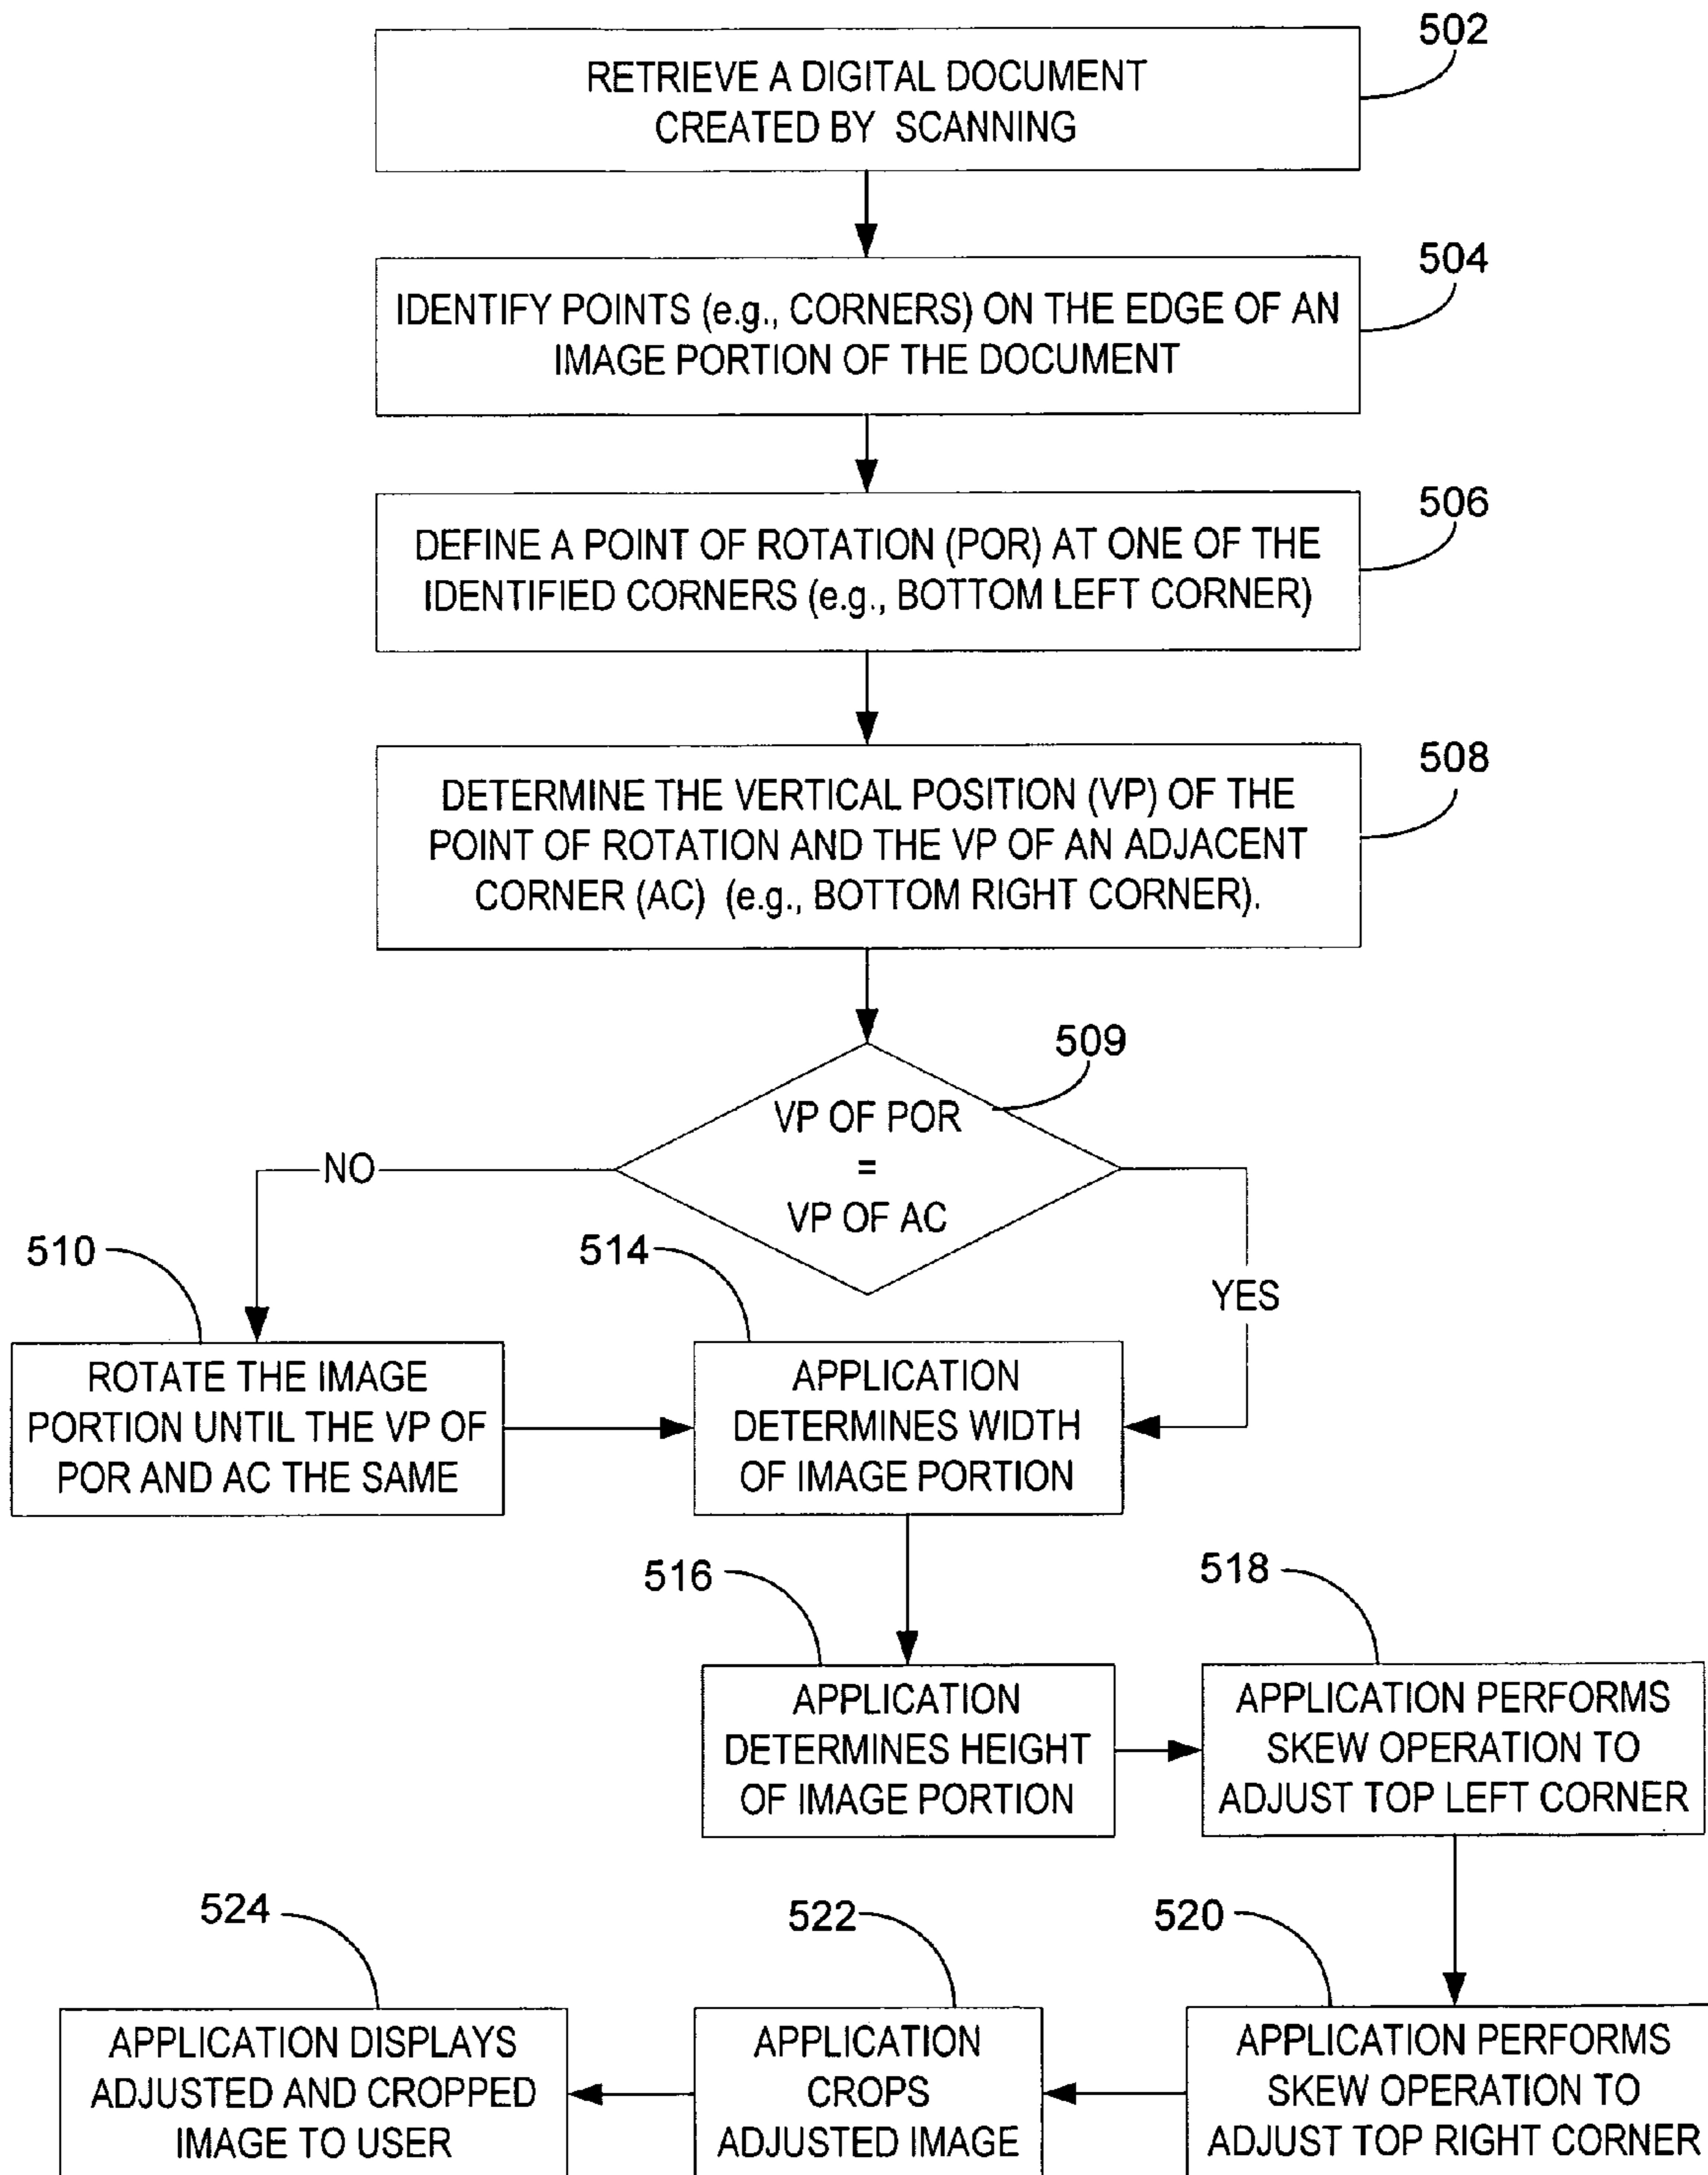 502
RETRIEVE A DIGITAL DOCUMENT
CREATED BY SCANNING
504
IDENTIFY POINTS (e.g., CORNERS) ON THE EDGE OF AN
IMAGE PORTION OF THE DOCUMENT
506
DEFINE A POINT OF ROTATION (POR) AT ONE OF THE
IDENTIFIED CORNERS (e.g., BOTTOM LEFT CORNER)
508
DETERMINE THE VERTICAL POSITION (VP) OF THE
POINT OF ROTATION AND THE VP OF AN ADJACENT
CORNER (AC) (e.g., BOTTOM RIGHT CORNER).
509
VP OF POR
=
VP OF AC
NO
YES
510
ROTATE THE IMAGE
PORTION UNTIL THE VP OF
POR AND AC THE SAME
514
APPLICATION
DETERMINES WIDTH
OF IMAGE PORTION
516
APPLICATION
DETERMINES HEIGHT
OF IMAGE PORTION
518
APPLICATION PERFORMS
SKEW OPERATION TO
ADJUST TOP LEFT CORNER
520
APPLICATION PERFORMS
SKEW OPERATION TO
ADJUST TOP RIGHT CORNER
522
APPLICATION
CROPS
ADJUSTED IMAGE
524
APPLICATION DISPLAYS
ADJUSTED AND CROPPED
IMAGE TO USER